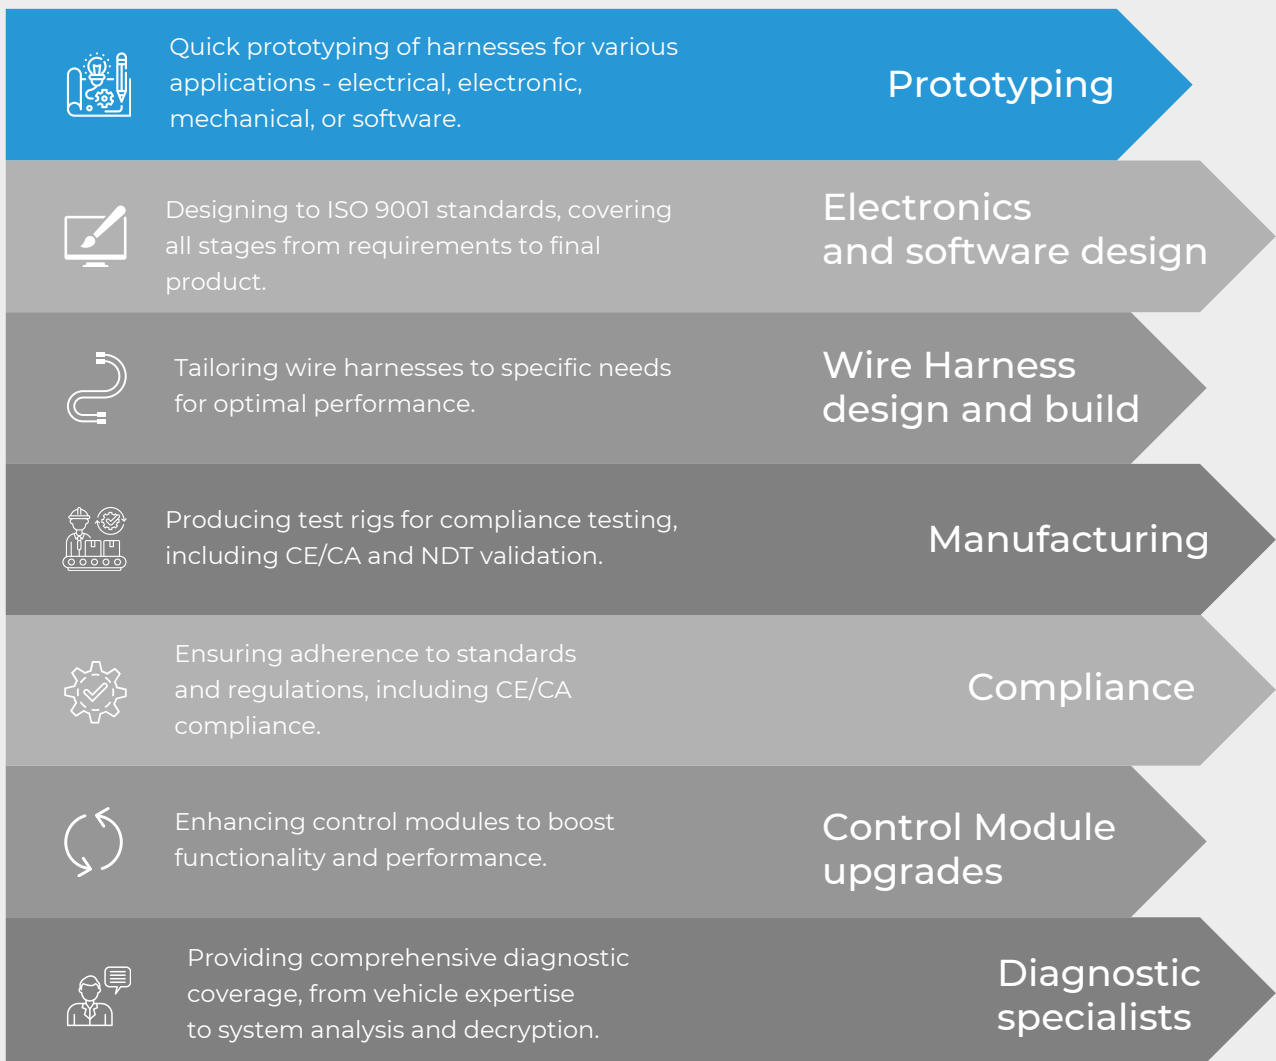 Quick prototyping of harnesses for various
applications - electrical, electronic,
mechanical, or software.
Prototyping
Designing to ISO 9001 standards, covering
all stages from requirements to final
product.
Electronics
and software design
Tailoring wire harnesses to specific needs
for optimal performance.
Wire Harness
design and build
Producing test rigs for compliance testing,
including CE/CA and NDT validation.
Manufacturing
Ensuring adherence to standards
and regulations, including CE/CA
compliance.
Compliance
Enhancing control modules to boost
functionality and performance.
Control Module
upgrades
Providing comprehensive diagnostic
coverage, from vehicle expertise
to system analysis and decryption.
Diagnostic
specialists